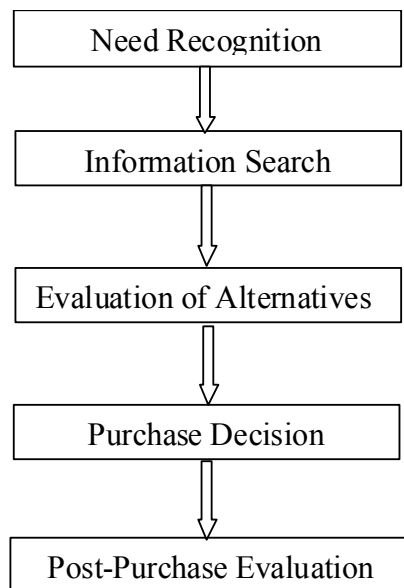 Need Recognition
Information Search
Evaluation of Alternatives
Purchase Decision
Post-Purchase Evaluation